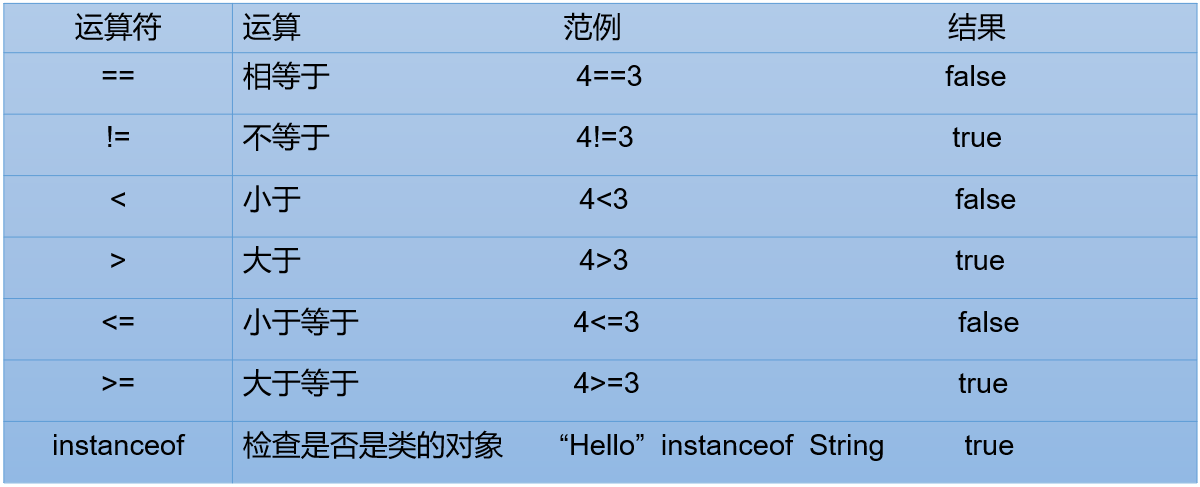 运算符 运算 范例 结果
== 相等于 4==3 false
!= 不等于 4!=3 true
< 小于 4<3 false
> 大于 4>3 true
<= 小于等于 4<=3 false
>= 大于等于 4>=3 true
instanceof 检查是否是类的对象 “Hello” instanceof String true